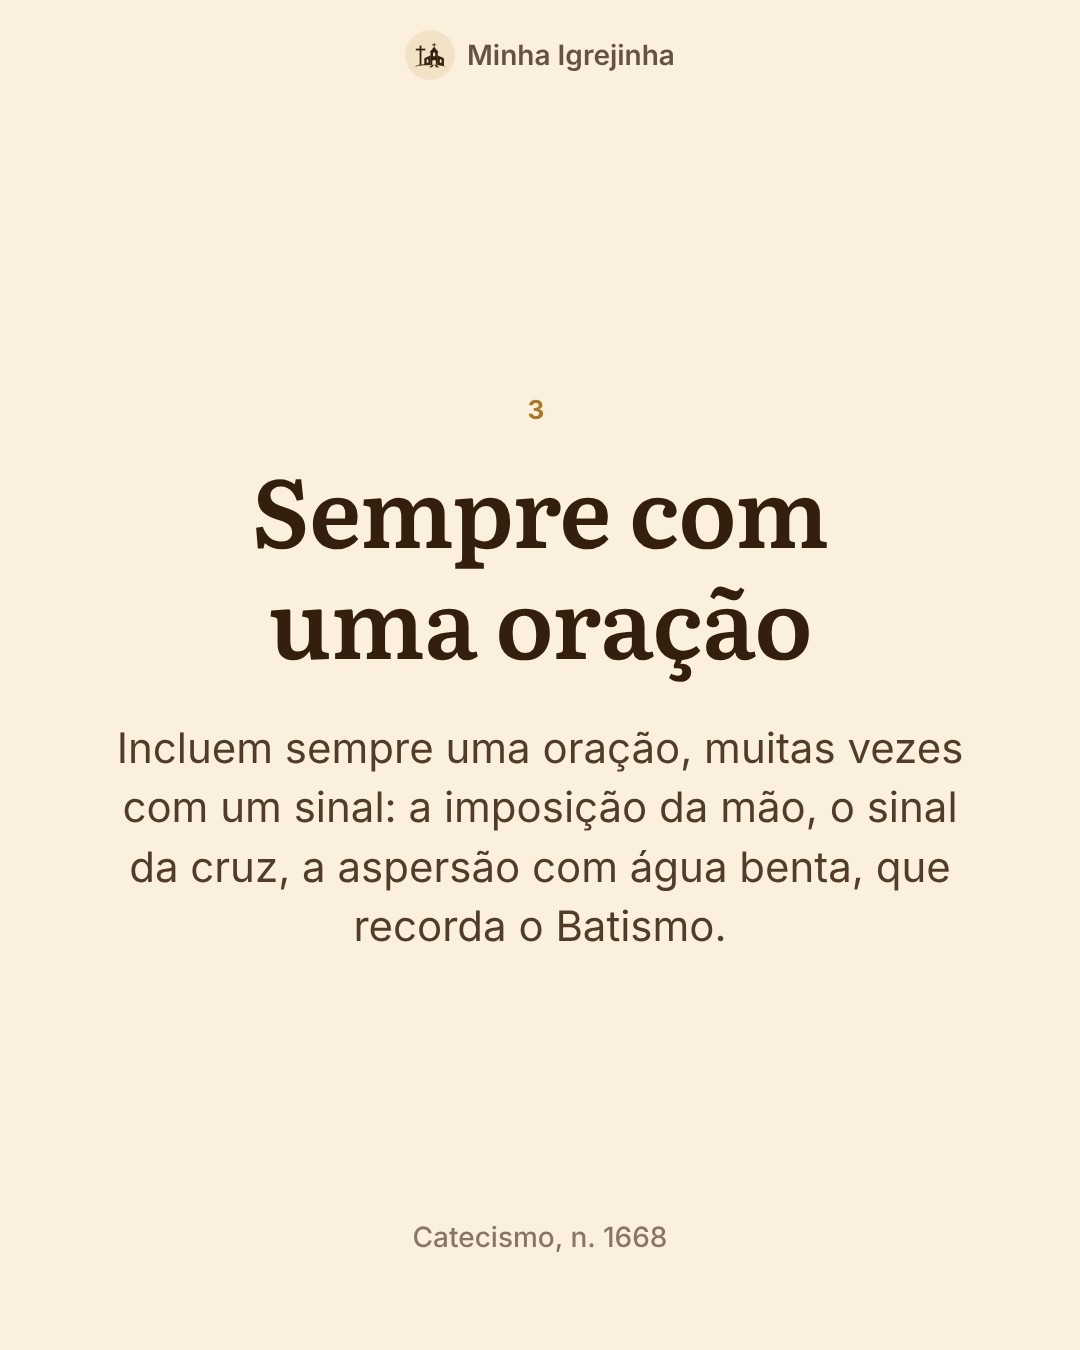 Minha Igrejinha
3
Sempre com
uma oração
Incluem sempre uma oração, muitas vezes
com um sinal: a imposição da mão, o sinal
da cruz, a aspersão com água benta, que
recorda o Batismo.
Catecismo, n. 1668